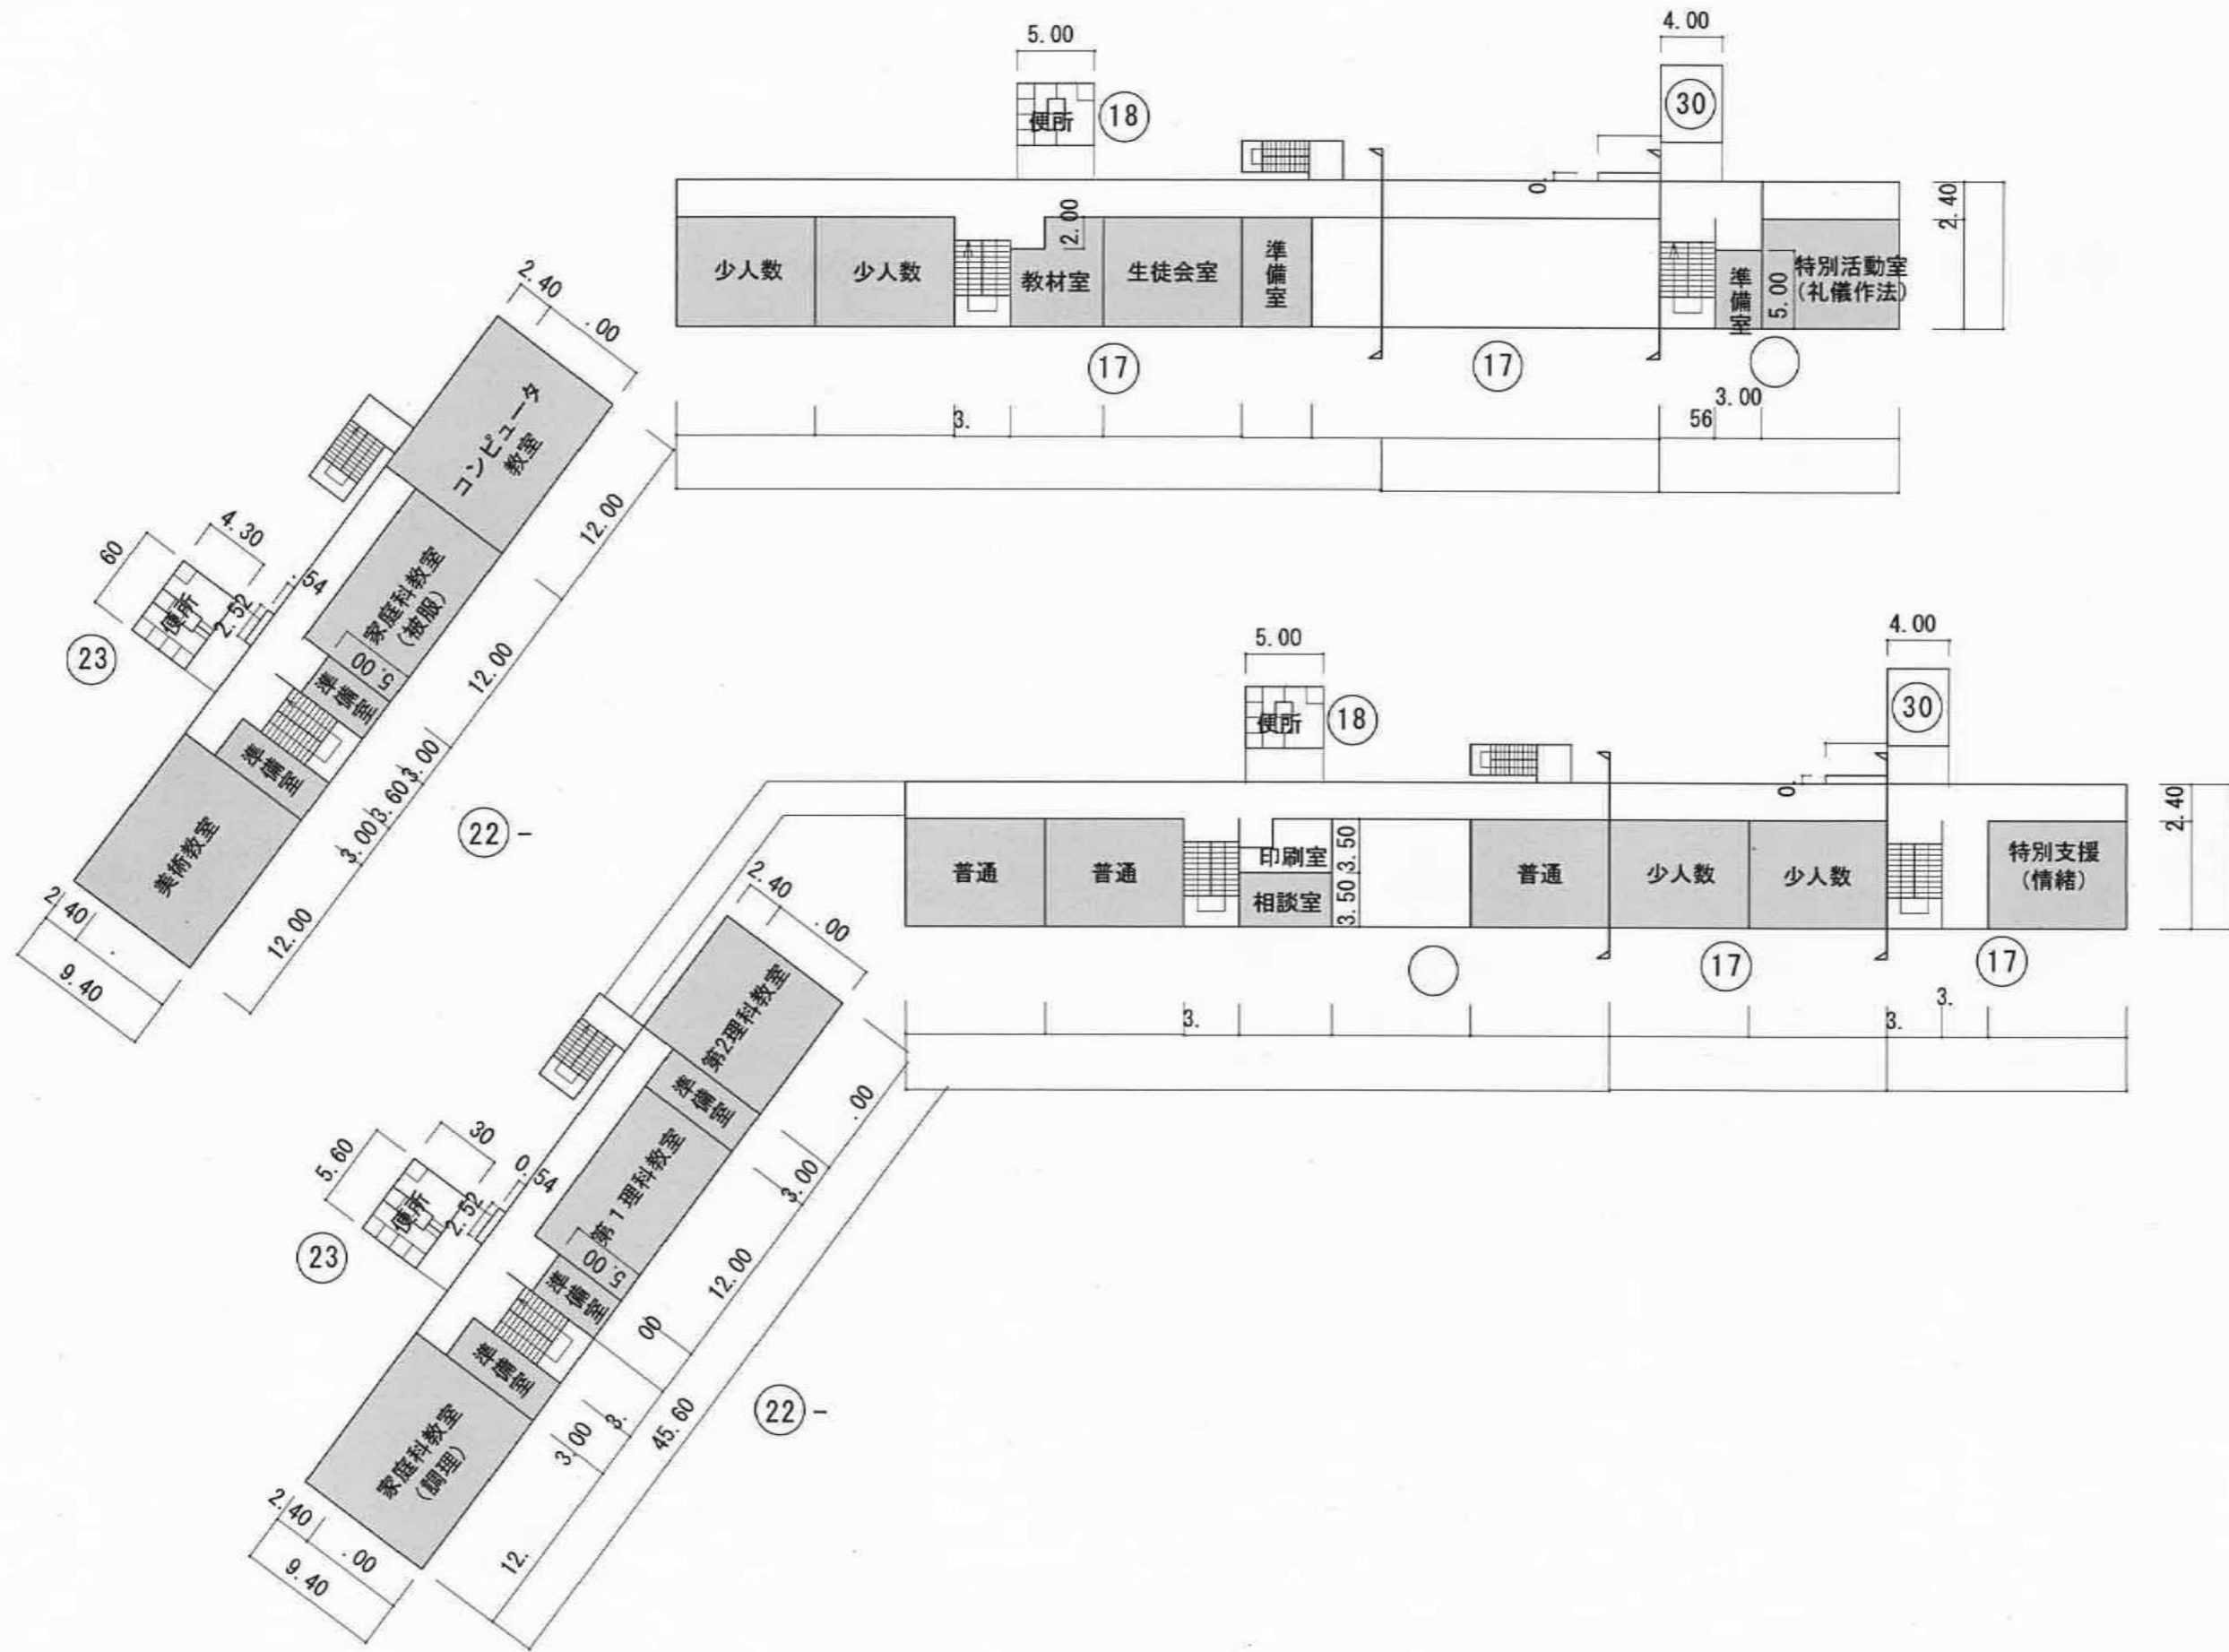 5.00
4.00
便所
18
30
0.
2.40
2.00
少人数
少人数
教材室
生徒会室
準備室
準備室
5.00
特別活動室
(礼儀作法)
17
17
3.
56
3.00
2.40
.00
コンピュータ
教室
12.00
4.30
60
.54
2.52
便所
23
家庭科教室
(被服)
5.00
準備室
12.00
準備室
3.00
3.60
3.00
22-
美術教室
2.40
.
9.40
12.00
5.00
4.00
便所
18
30
0.
2.40
普通
普通
印刷室
3.50
相談室
3.50
普通
少人数
少人数
特別支援
(情緒)
17
17
3.
3.
3.
2.40
.00
第2理科教室
準備室
.00
3.00
30
5.60
0.54
2.52
便所
23
第1理科教室
5.00
準備室
12.00
00
準備室
3.
3.00
45.60
22-
家庭科教室
(調理)
2.40
.00
9.40
12.